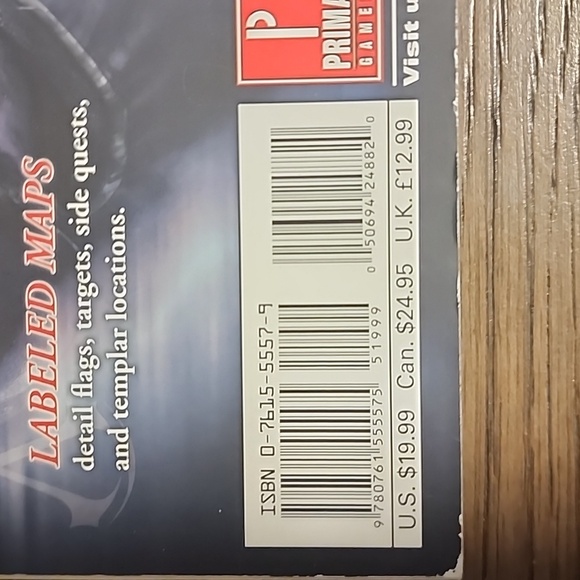 LABELED MAPS
detail flags, targets, side quests,
and templar locations.
P
PRIMA
GAME
Visit u
ISBN 0-7615-5557-9
9 780761 555575
51999
0 50694 24882 0
U.S. $19.99 Can. $24.95 U.K. £12.99